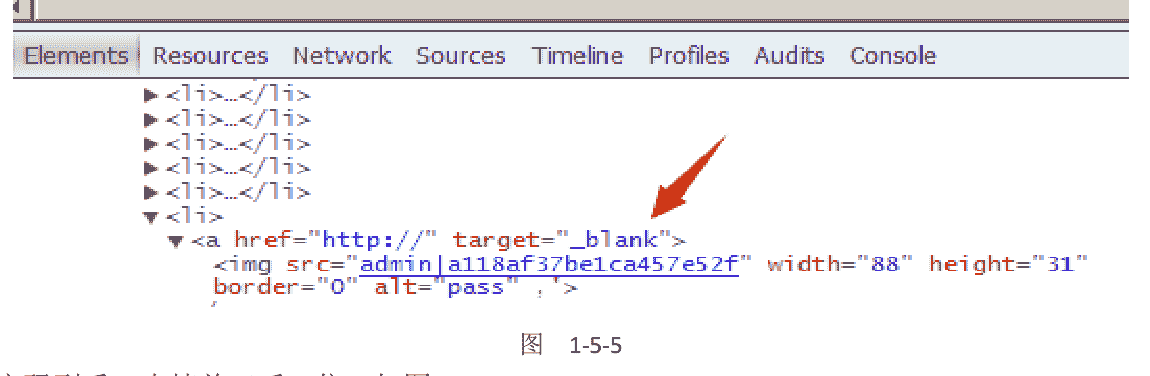 Elements Resources Network Sources Timeline Profiles Audits Console
▶<li>…</li>
▶<li>…</li>
▶<li>…</li>
▶<li>…</li>
▶<li>…</li>
▼<li>
▼<a href="http://" target="_blank">
<img src="admin|a118af37be1ca457e52f" width="88" height="31"
border="0" alt="pass" ,'>
图 1-5-5